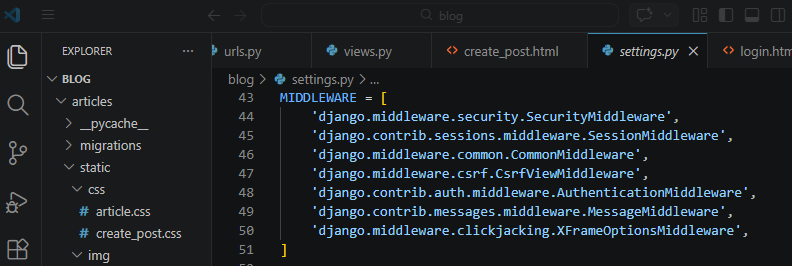 blog
EXPLORER
BLOG
articles
__pycache__
migrations
static
css
# article.css
# create_post.css
img
urls.py
views.py
<> create_post.html
settings.py
<> login.htm
blog > settings.py > ...
43 MIDDLEWARE = [
44 'django.middleware.security.SecurityMiddleware',
45 'django.contrib.sessions.middleware.SessionMiddleware',
46 'django.middleware.common.CommonMiddleware',
47 'django.middleware.csrf.CsrfViewMiddleware',
48 'django.contrib.auth.middleware.AuthenticationMiddleware',
49 'django.contrib.messages.middleware.MessageMiddleware',
50 'django.middleware.clickjacking.XFrameOptionsMiddleware',
51 ]